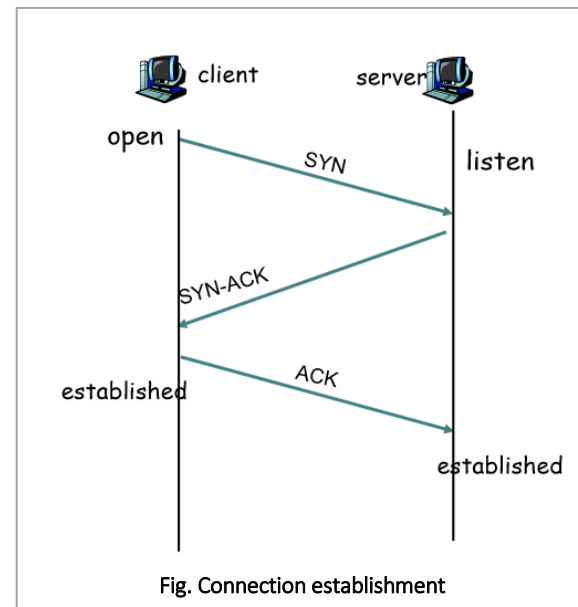 client
server
open
listen
SYN
SYN-ACK
ACK
established
established
Fig. Connection establishment